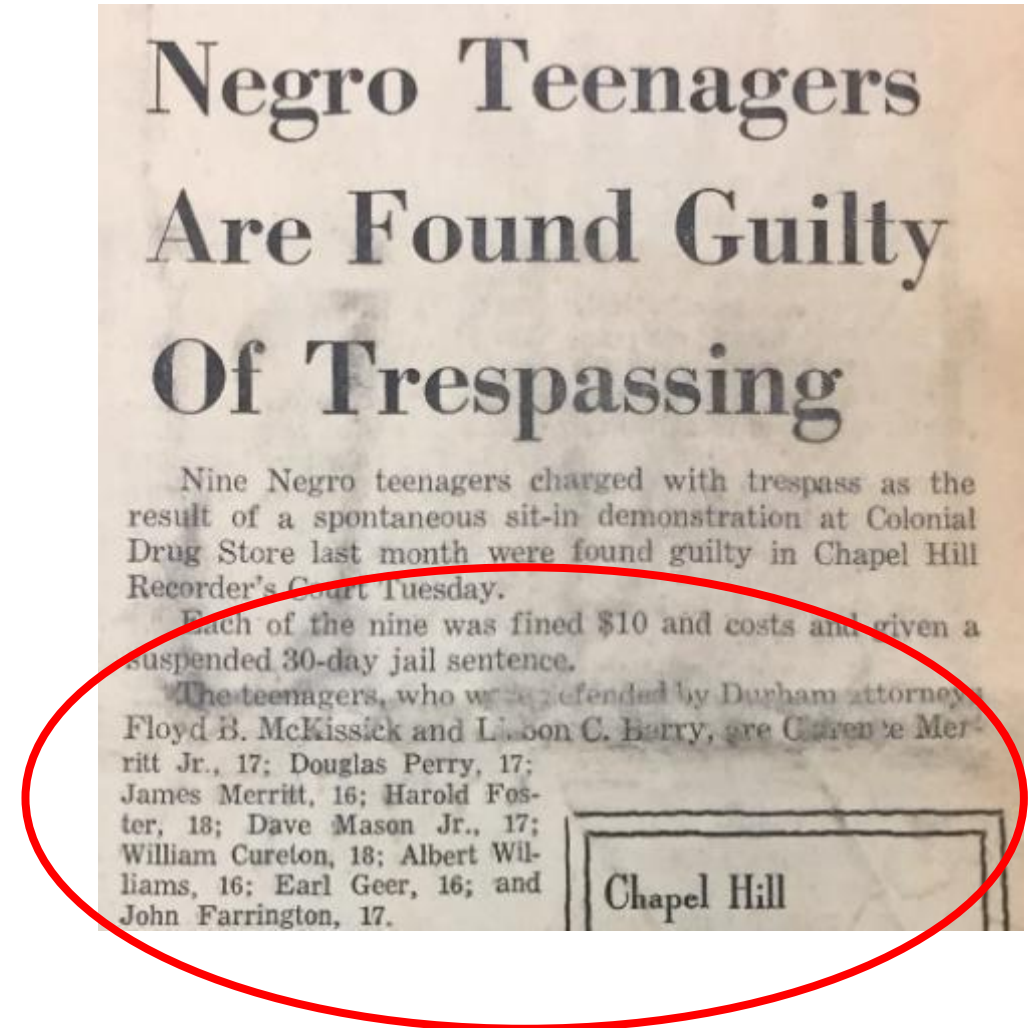 Negro Teenagers
Are Found Guilty
Of Trespassing
Nine Negro teenagers charged with trespass as the
result of a spontaneous sit-in demonstration at Colonial
Drug Store last month were found guilty in Chapel Hill
Recorder's Court Tuesday.
Each of the nine was fined $10 and costs and given a
suspended 30-day jail sentence.
The teenagers, who were defended by Durham attorneys
Floyd B. McKissick and C. Barry, are Clarence Mer-
ritt Jr., 17; Douglas Perry, 17;
James Merritt, 16; Harold Fos-
ter, 18; Dave Mason Jr., 17;
William Cureton, 18; Albert Wil-
liams, 16; Earl Geer, 16; and
John Farrington, 17.
Chapel Hill